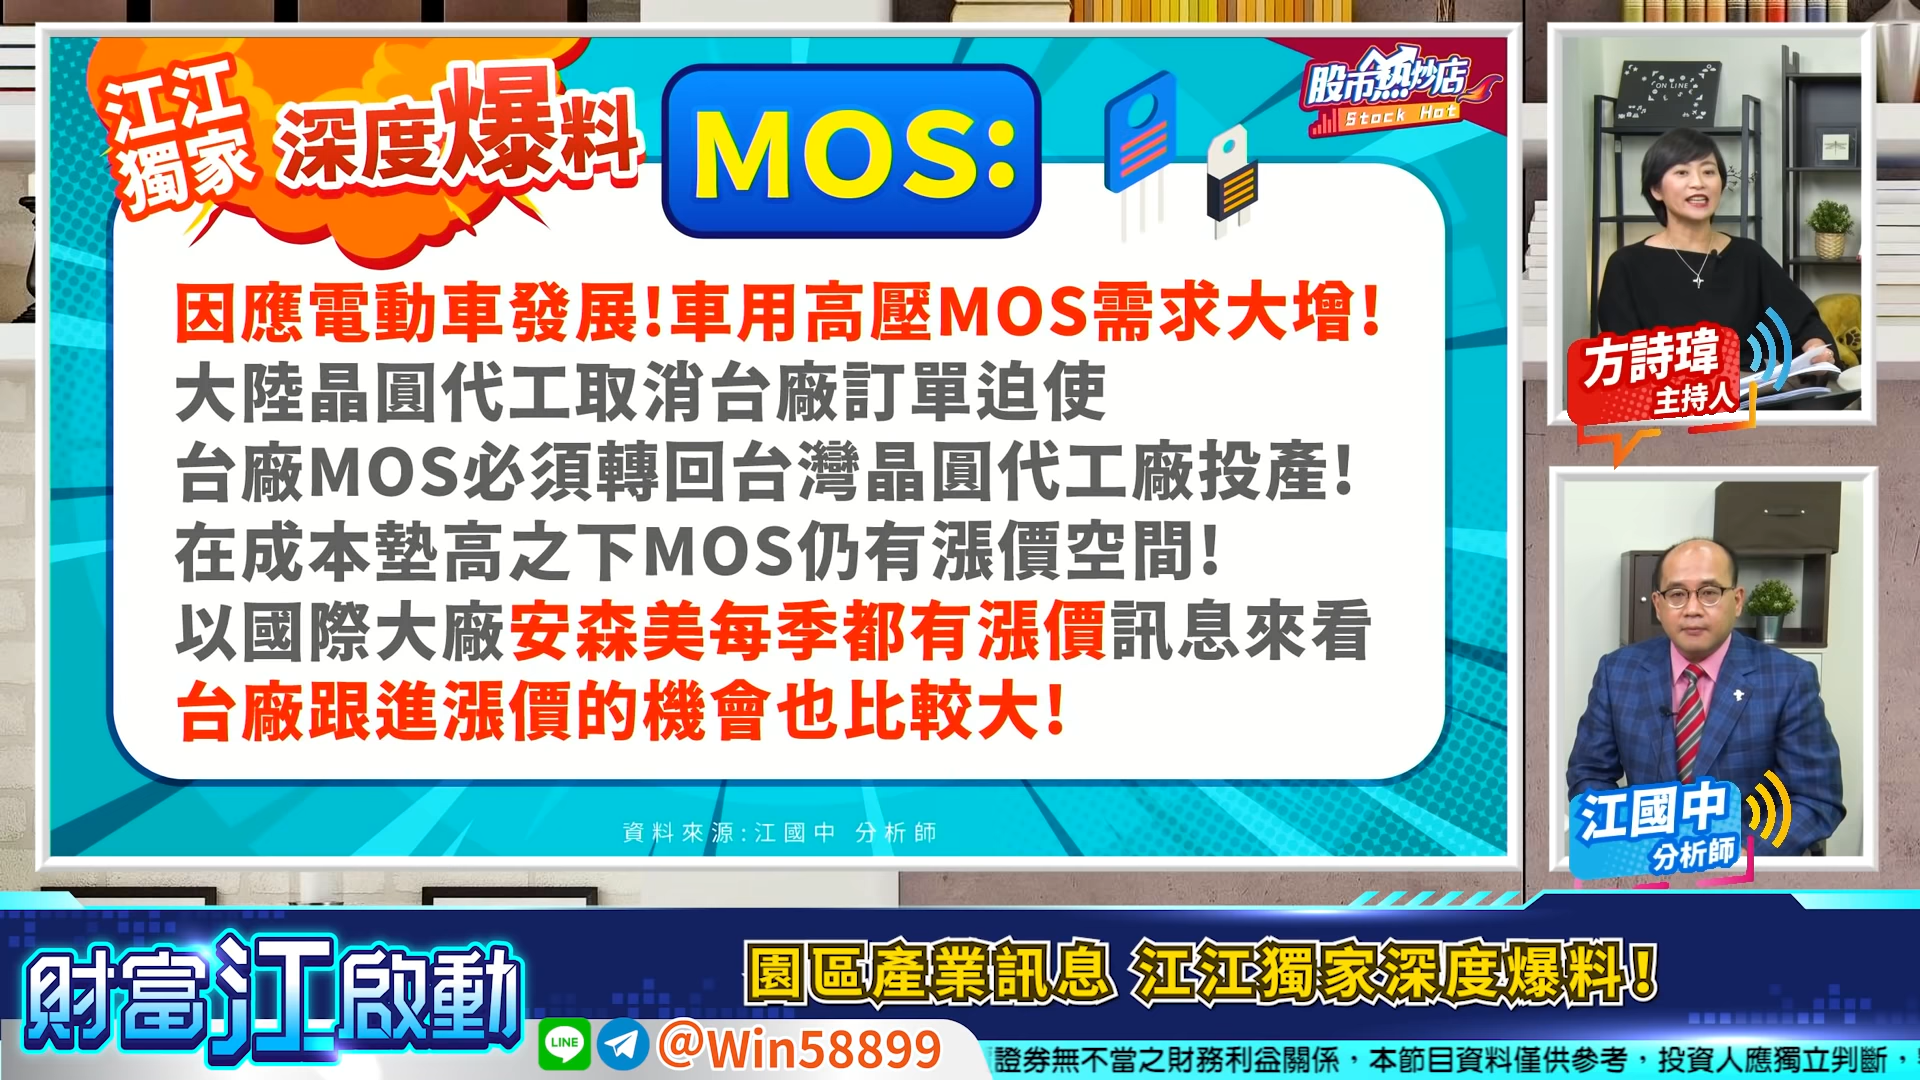 江江
獨家
深度爆料
MOS:
股市熱炒店
Stock Hot
因應電動車發展!車用高壓MOS需求大增!
大陸晶圓代工取消台廠訂單迫使
台廠MOS必須轉回台灣晶圓代工廠投產!
在成本墊高之下MOS仍有漲價空間!
以國際大廠安森美每季都有漲價訊息來看
台廠跟進漲價的機會也比較大!
資料來源:江國中 分析師
ON LINE
方詩瑋
主持人
江國中
分析師
財富江啟動
園區產業訊息 江江獨家深度爆料!
LINE
@Win58899
證券無不當之財務利益關係，本節目資料僅供參考，投資人應獨立判斷，